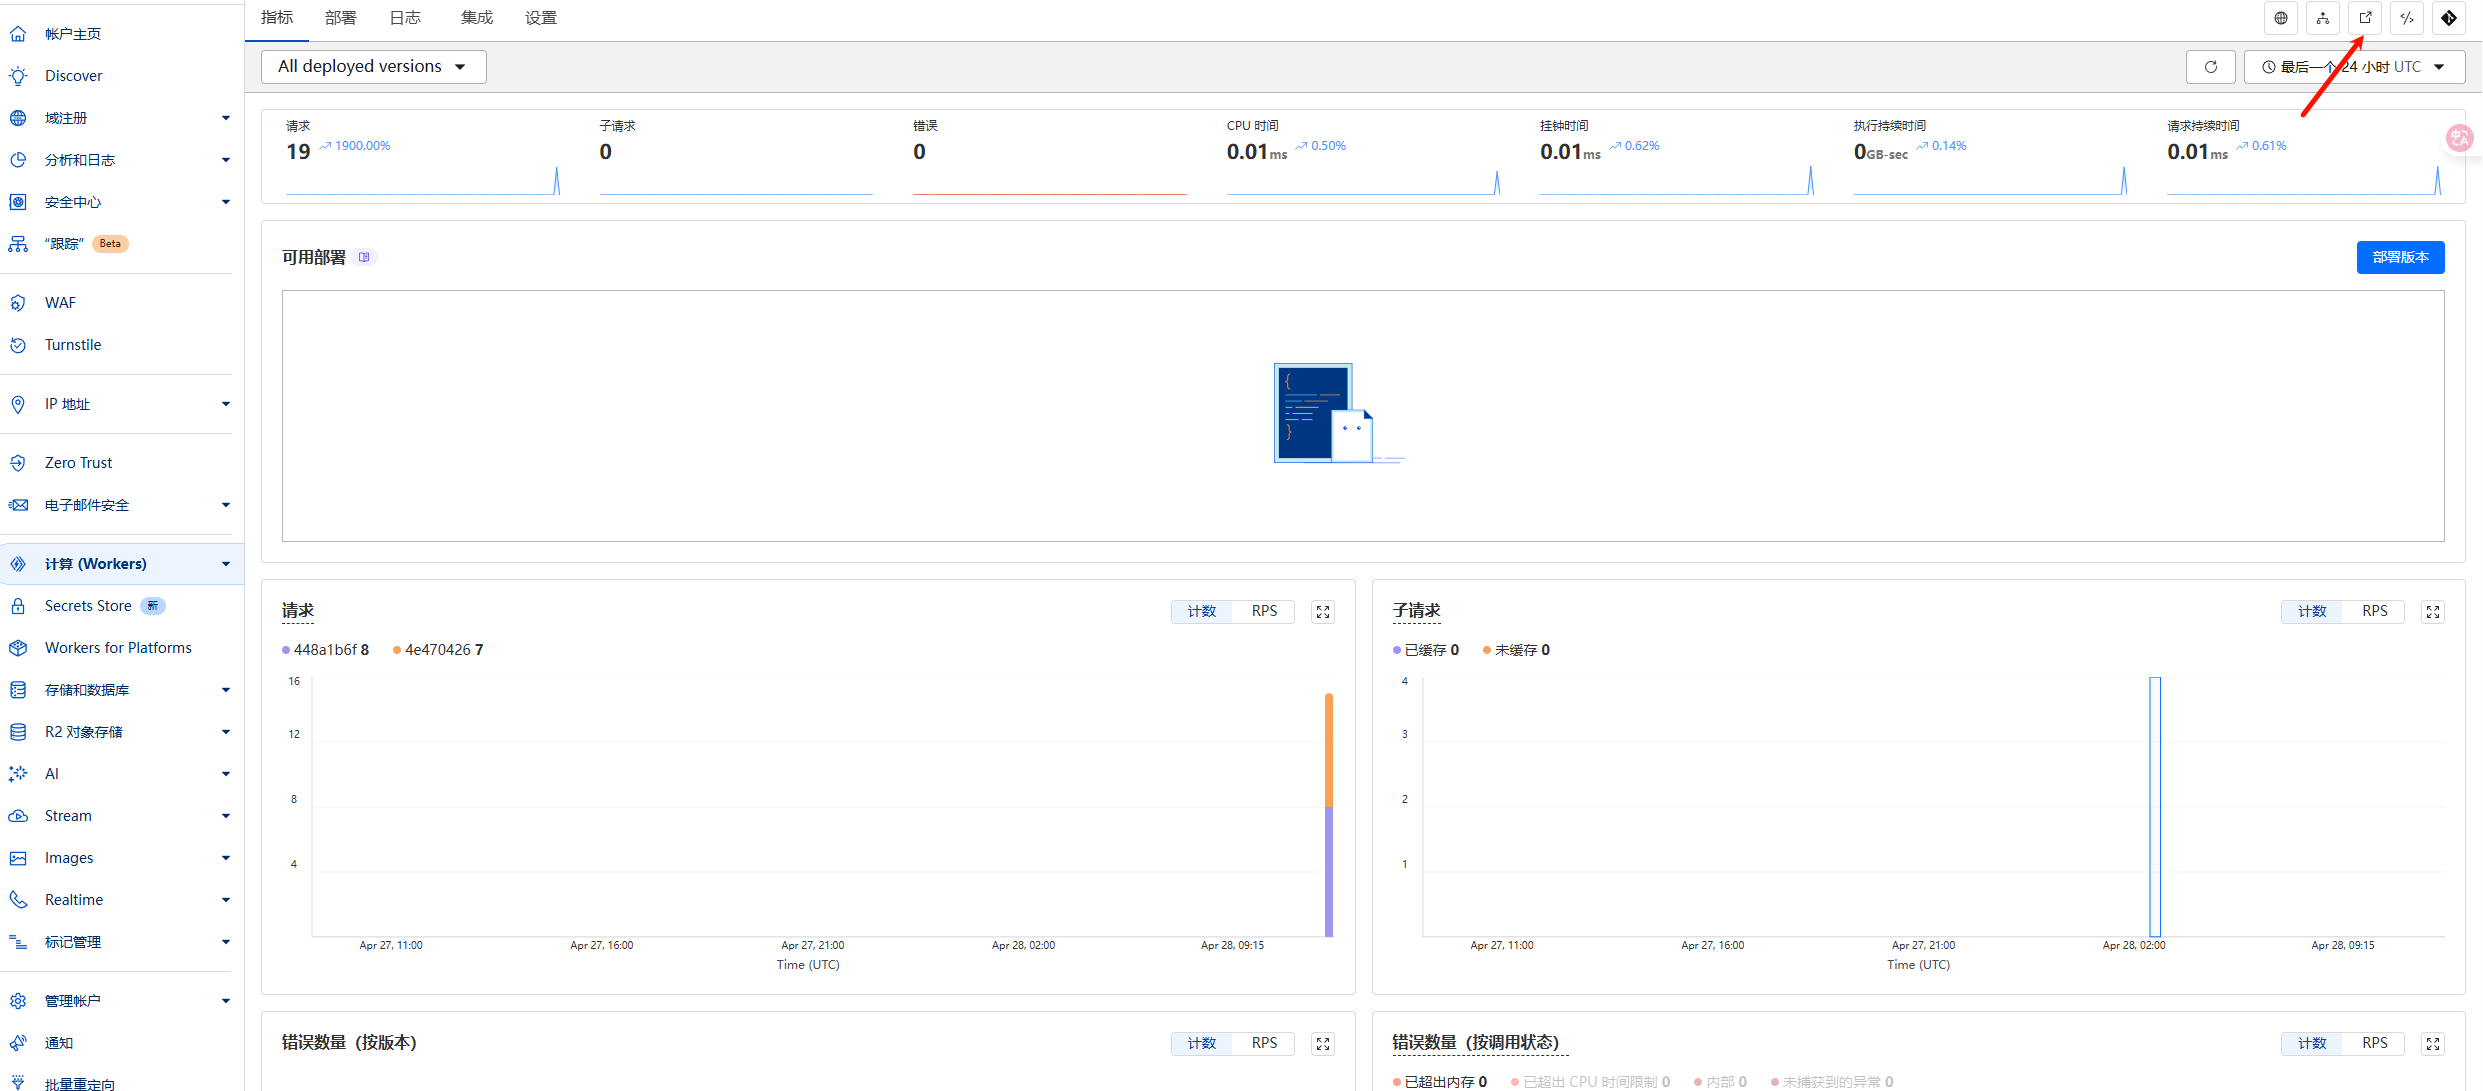 指标 部署 日志 集成 设置
帐户主页
Discover
域注册
分析和日志
安全中心
“跟踪” Beta
WAF
Turnstile
IP 地址
Zero Trust
电子邮件安全
计算 (Workers)
Secrets Store 新
Workers for Platforms
存储和数据库
R2 对象存储
AI
Stream
Images
Realtime
标记管理
管理帐户
通知
批量重定向
All deployed versions
最后一个 24 小时 UTC
请求
19 1900.00%
子请求
0
错误
0
CPU 时间
0.01ms 0.50%
挂钟时间
0.01ms 0.62%
执行持续时间
0GB-sec 0.14%
请求持续时间
0.01ms 0.61%
可用部署
部署版本
请求
计数 RPS
448a1b6f 8 4e470426 7
16
12
8
4
Apr 27, 11:00 Apr 27, 16:00 Apr 27, 21:00 Apr 28, 02:00 Apr 28, 09:15
Time (UTC)
子请求
计数 RPS
已缓存 0 未缓存 0
4
3
2
1
Apr 27, 11:00 Apr 27, 16:00 Apr 27, 21:00 Apr 28, 02:00 Apr 28, 09:15
Time (UTC)
错误数量（按版本）
计数 RPS
错误数量（按调用状态）
计数 RPS
已超出内存 0 已超出 CPU 时间限制 0 内部 0 未捕获到的异常 0